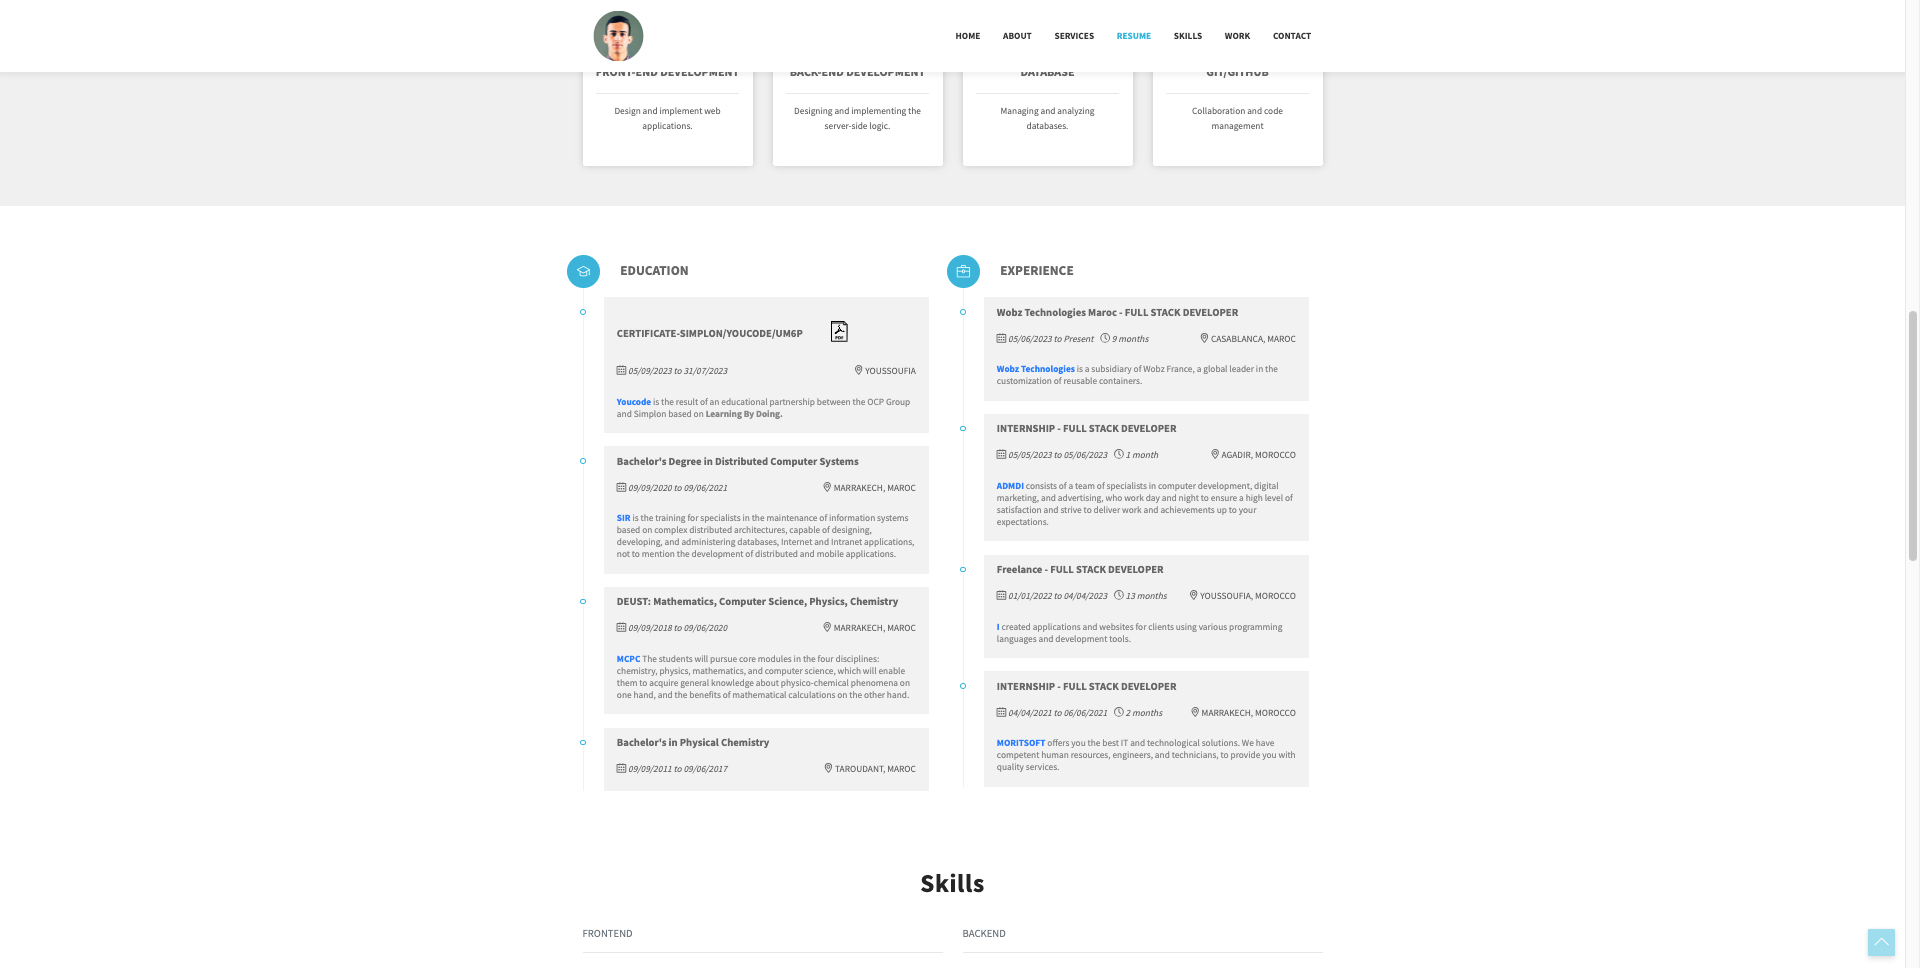 HOME ABOUT SERVICES RESUME SKILLS WORK CONTACT
FRONT-END DEVELOPMENT
Design and implement web
applications.
BACK-END DEVELOPMENT
Designing and implementing the
server-side logic.
DATABASE
Managing and analyzing
databases.
GIT/GITHUB
Collaboration and code
management
EDUCATION
CERTIFICATE-SIMPLON/YOUCODE/UM6P
PDF
05/09/2023 to 31/07/2023 YOUSSOUFIA
Youcode is the result of an educational partnership between the OCP Group
and Simplon based on Learning By Doing.
Bachelor's Degree in Distributed Computer Systems
09/09/2020 to 09/06/2021 MARRAKECH, MAROC
SIR is the training for specialists in the maintenance of information systems
based on complex distributed architectures, capable of designing,
developing, and administering databases, Internet and Intranet applications,
not to mention the development of distributed and mobile applications.
DEUST: Mathematics, Computer Science, Physics, Chemistry
09/09/2018 to 09/06/2020 MARRAKECH, MAROC
MCPC The students will pursue core modules in the four disciplines:
chemistry, physics, mathematics, and computer science, which will enable
them to acquire general knowledge about physico-chemical phenomena on
one hand, and the benefits of mathematical calculations on the other hand.
Bachelor's in Physical Chemistry
09/09/2011 to 09/06/2017 TAROUDANT, MAROC
EXPERIENCE
Wobz Technologies Maroc - FULL STACK DEVELOPER
05/06/2023 to Present 9 months CASABLANCA, MAROC
Wobz Technologies is a subsidiary of Wobz France, a global leader in the
customization of reusable containers.
INTERNSHIP - FULL STACK DEVELOPER
05/05/2023 to 05/06/2023 1 month AGADIR, MOROCCO
ADMDI consists of a team of specialists in computer development, digital
marketing, and advertising, who work day and night to ensure a high level of
satisfaction and strive to deliver work and achievements up to your
expectations.
Freelance - FULL STACK DEVELOPER
01/01/2022 to 04/04/2023 13 months YOUSSOUFIA, MOROCCO
I created applications and websites for clients using various programming
languages and development tools.
INTERNSHIP - FULL STACK DEVELOPER
04/04/2021 to 06/06/2021 2 months MARRAKECH, MOROCCO
MORITSOFT offers you the best IT and technological solutions. We have
competent human resources, engineers, and technicians, to provide you with
quality services.
Skills
FRONTEND
BACKEND